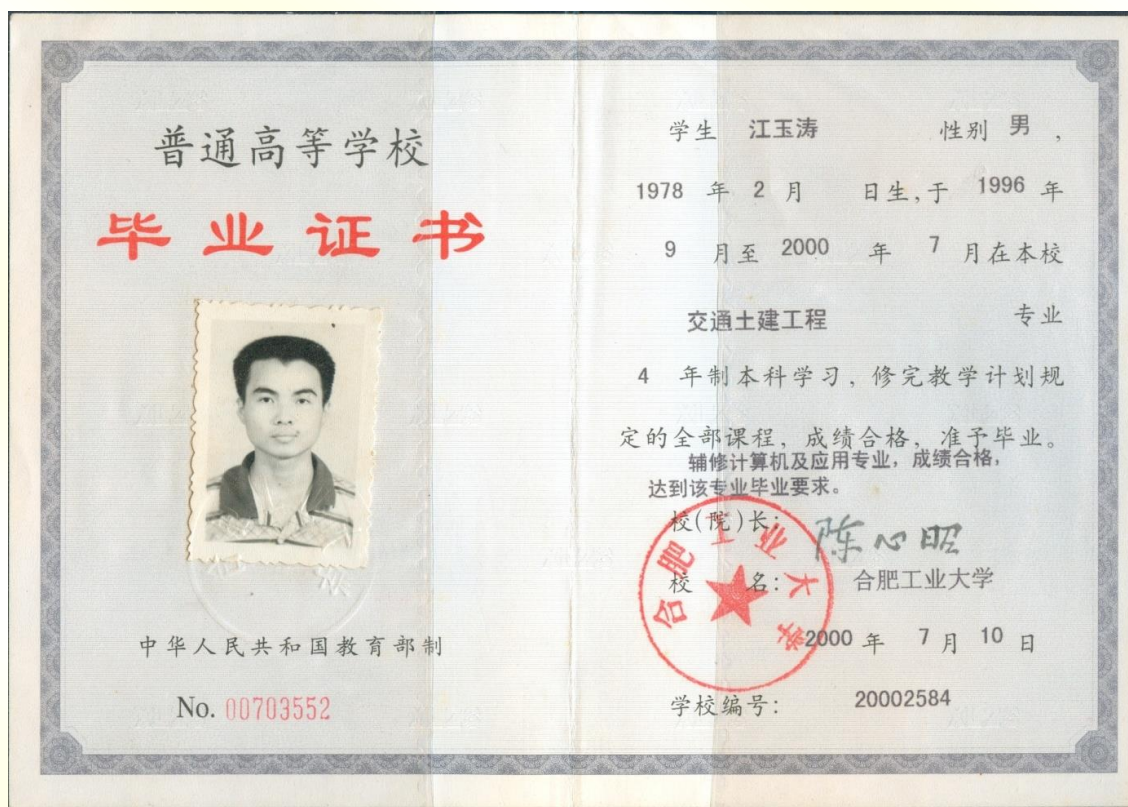 普通高等学校
毕业证书
中华人民共和国教育部制
No. 00703552
学生 江玉涛 性别 男 ，
1978 年 2 月 日生，于 1996 年
9 月至 2000 年 7 月在本校
交通土建工程 专业
4 年制本科学习，修完教学计划规
定的全部课程，成绩合格，准予毕业。
辅修计算机及应用专业，成绩合格，
达到该专业毕业要求。
校(院)长： 陈心昭
校 名： 合肥工业大学
合肥工业大学
2000 年 7 月 10 日
学校编号： 20002584